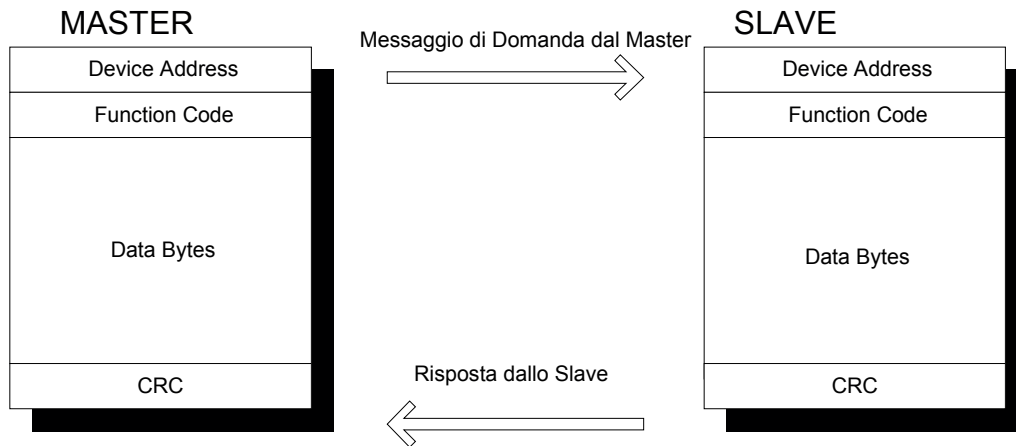 MASTER
Device Address
Function Code
Data Bytes
CRC
Messaggio di Domanda dal Master
Risposta dallo Slave
SLAVE
Device Address
Function Code
Data Bytes
CRC